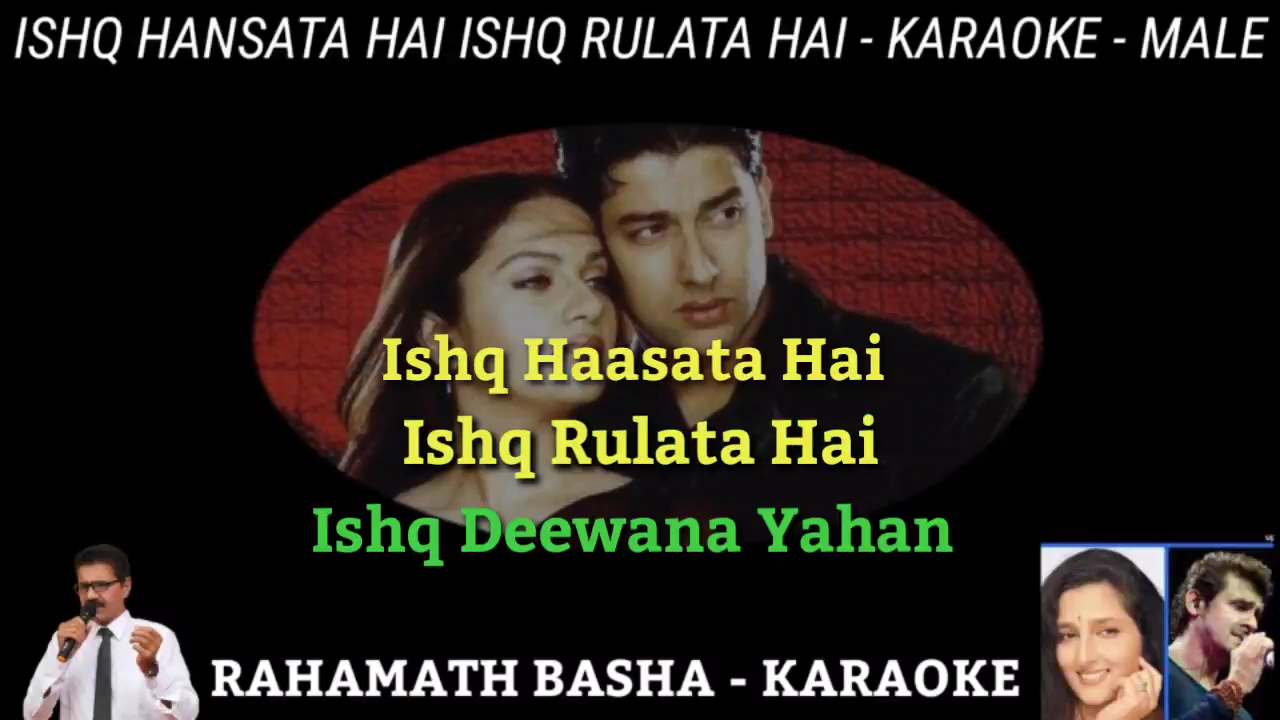 ISHQ HANSATA HAI ISHQ RULATA HAI - KARAOKE - MALE
Ishq Haasata Hai
Ishq Rulata Hai
Ishq Deewana Yahan
RAHAMATH BASHA - KARAOKE